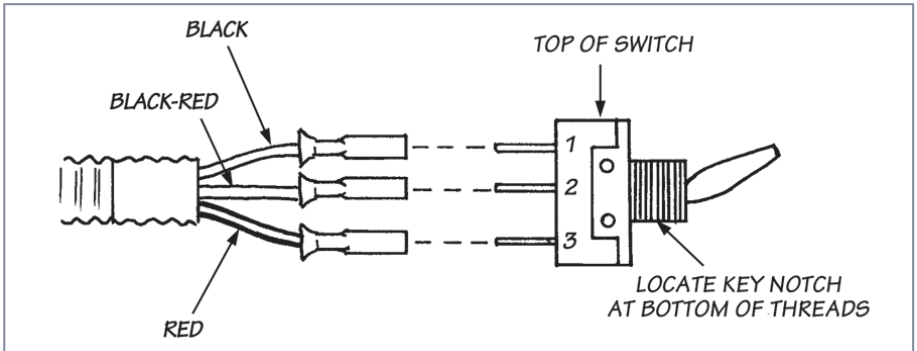 BLACK
TOP OF SWITCH
BLACK-RED
1
2
3
LOCATE KEY NOTCH
AT BOTTOM OF THREADS
RED